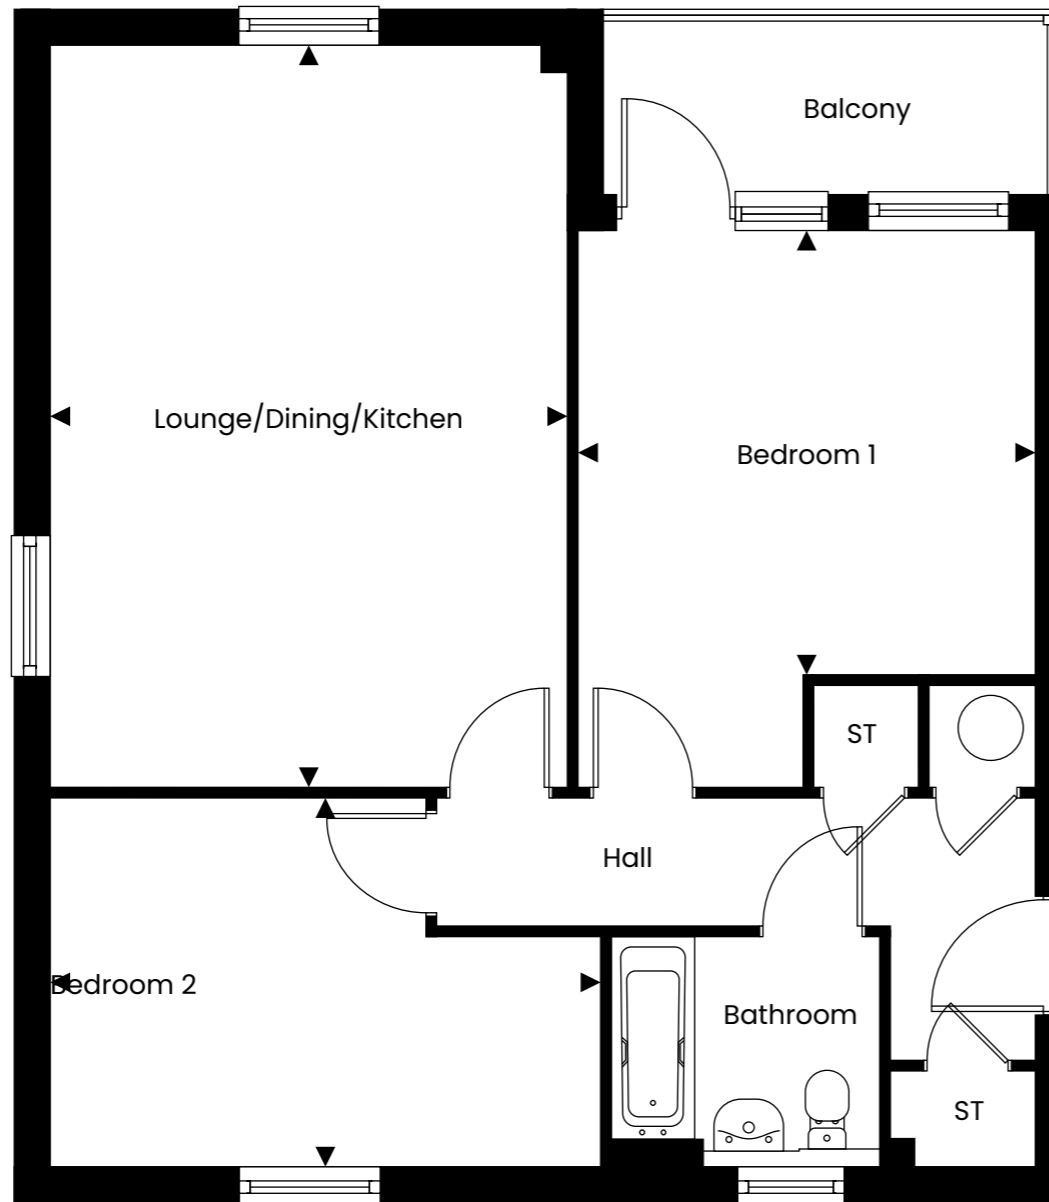 Balcony
Lounge/Dining/Kitchen
Bedroom 1
ST
Hall
Bedroom 2
Bathroom
ST